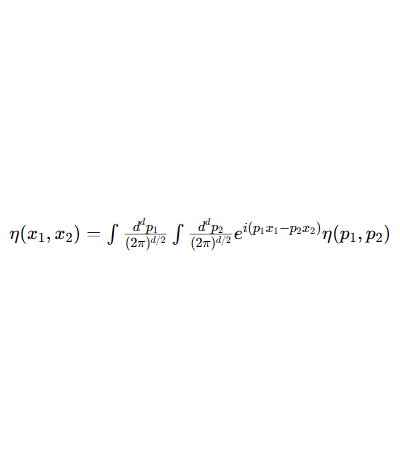 η(x₁, x₂) = ∫ dᵈp₁/(2π)^{d/2} ∫ dᵈp₂/(2π)^{d/2} e^{i(p₁x₁−p₂x₂)} η(p₁, p₂)